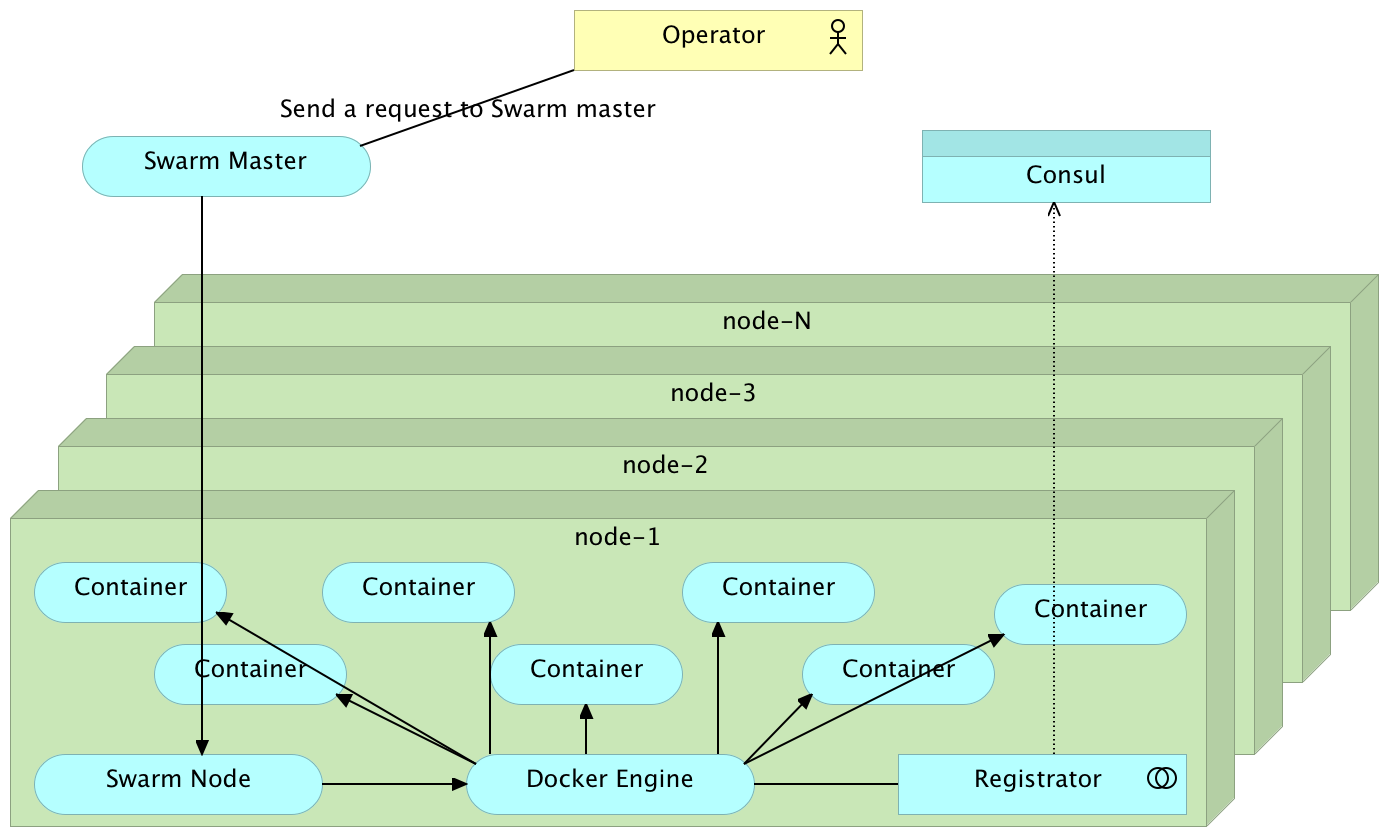 Operator
Send a request to Swarm master
Swarm Master
Consul
node-N
node-3
node-2
node-1
Container
Container
Container
Container
Container
Container
Container
Swarm Node
Docker Engine
Registrator